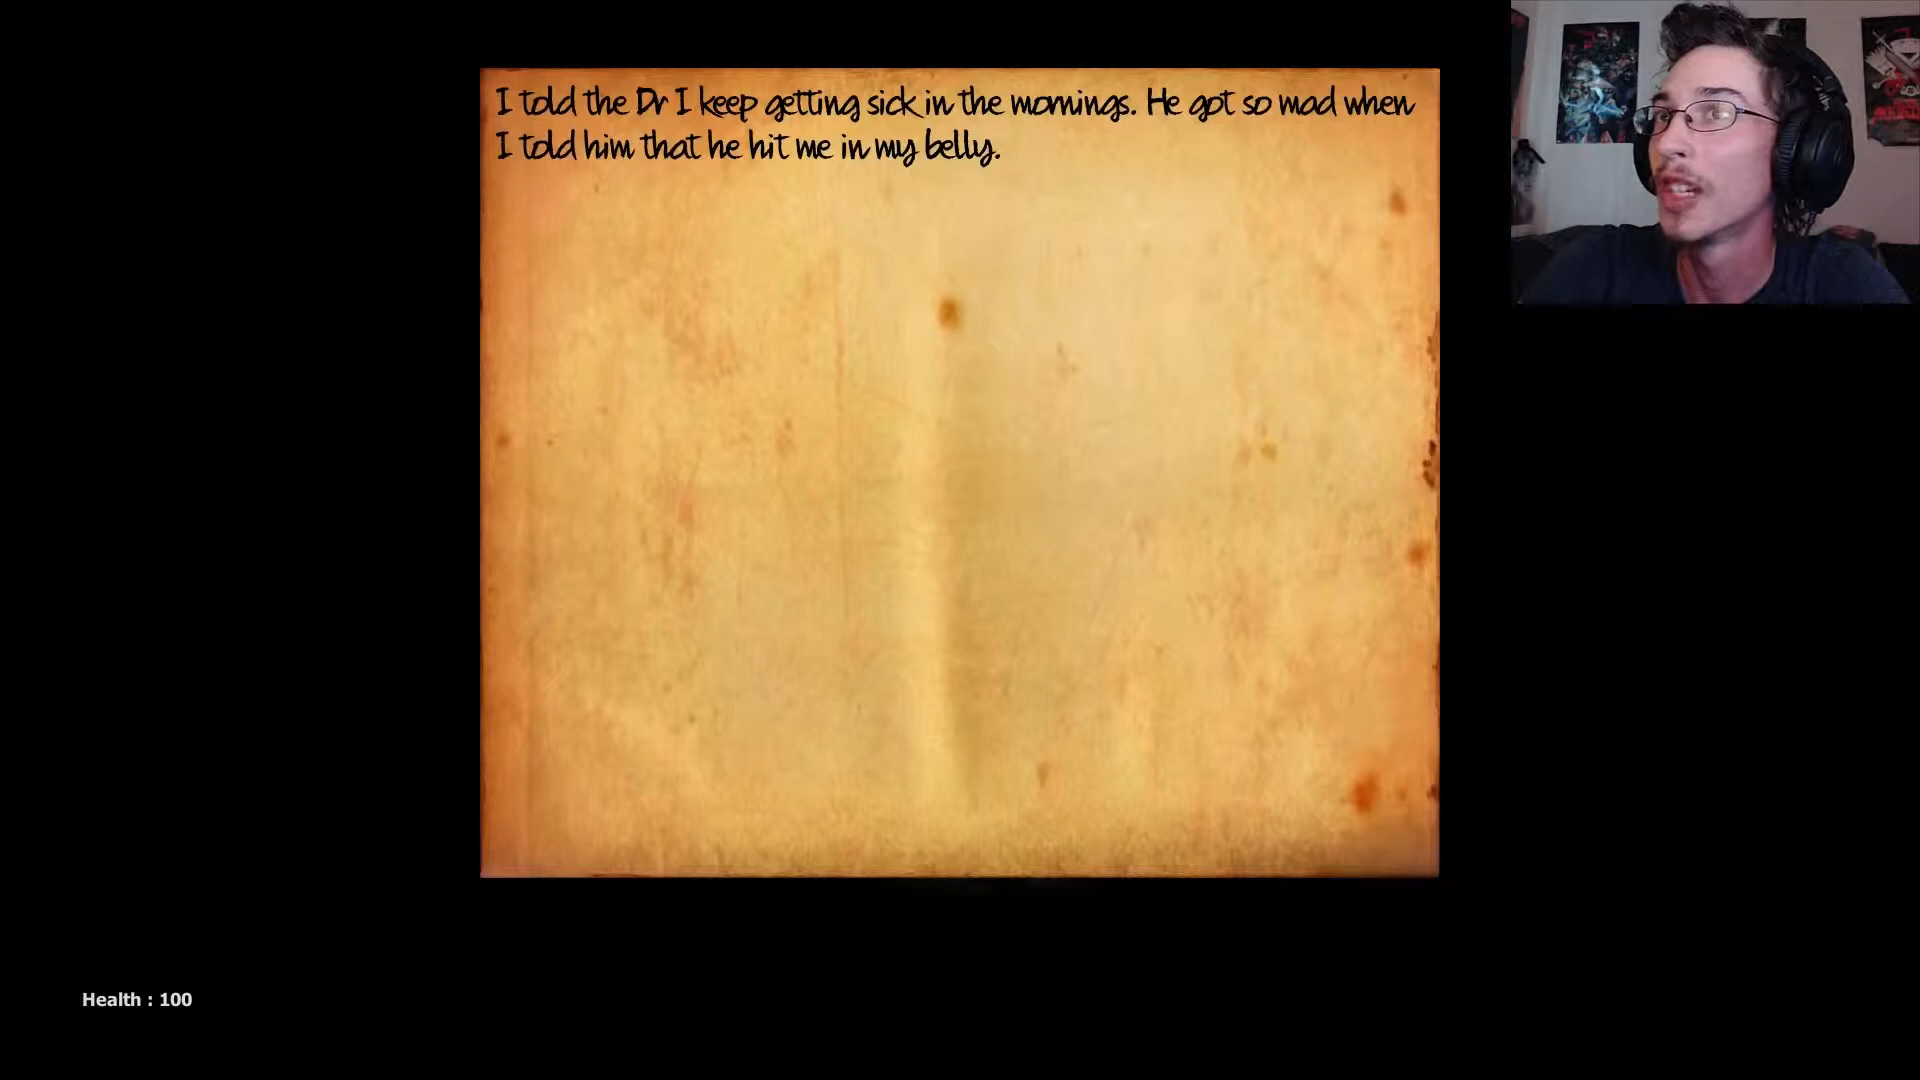 I told the Dr I keep getting sick in the mornings. He got so mad when
I told him that he hit me in my belly.
Health : 100